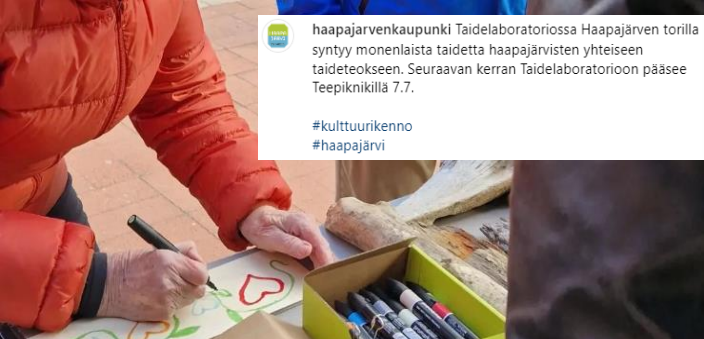 haapajarvenkaupunki Taidelaboratoriossa Haapajärven torilla
syntyy monenlaista taidetta haapajärvisten yhteiseen
taideteokseen. Seuraavan kerran Taidelaboratorioon pääsee
Teepiknikillä 7.7.
#kulttuurikenno
#haapajärvi